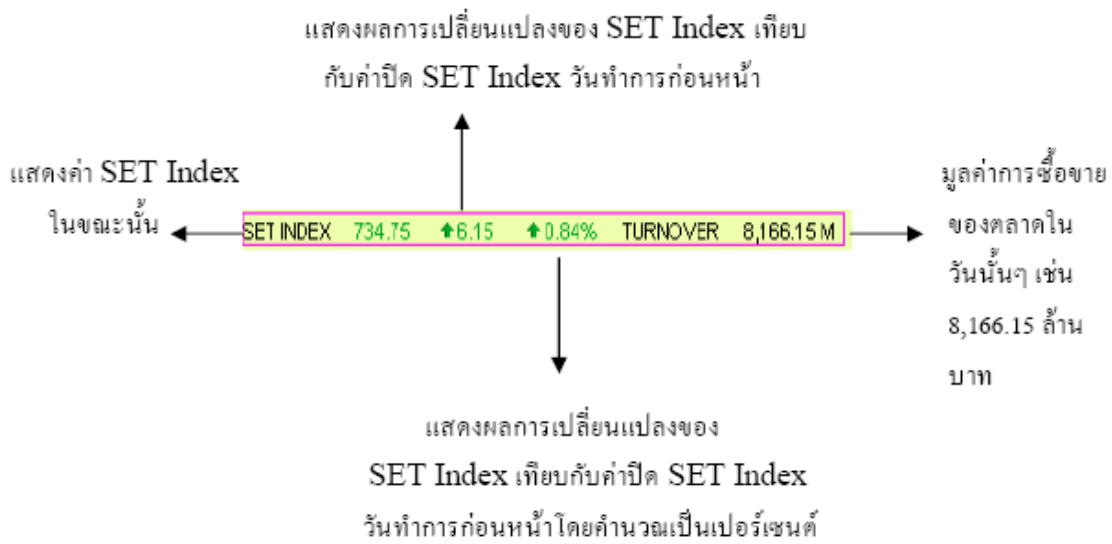 แสดงผลการเปลี่ยนแปลงของ SET Index เทียบ
กับค่าปิด SET Index วันทำการก่อนหน้า
แสดงค่า SET Index
ในขณะนั้น
SET INDEX 734.75 ⬆6.15 ⬆0.84% TURNOVER 8,166.15 M
มูลค่าการซื้อขาย
ของตลาดใน
วันนั้นๆ เช่น
8,166.15 ล้าน
บาท
แสดงผลการเปลี่ยนแปลงของ
SET Index เทียบกับค่าปิด SET Index
วันทำการก่อนหน้าโดยคำนวณเป็นเปอร์เซนต์